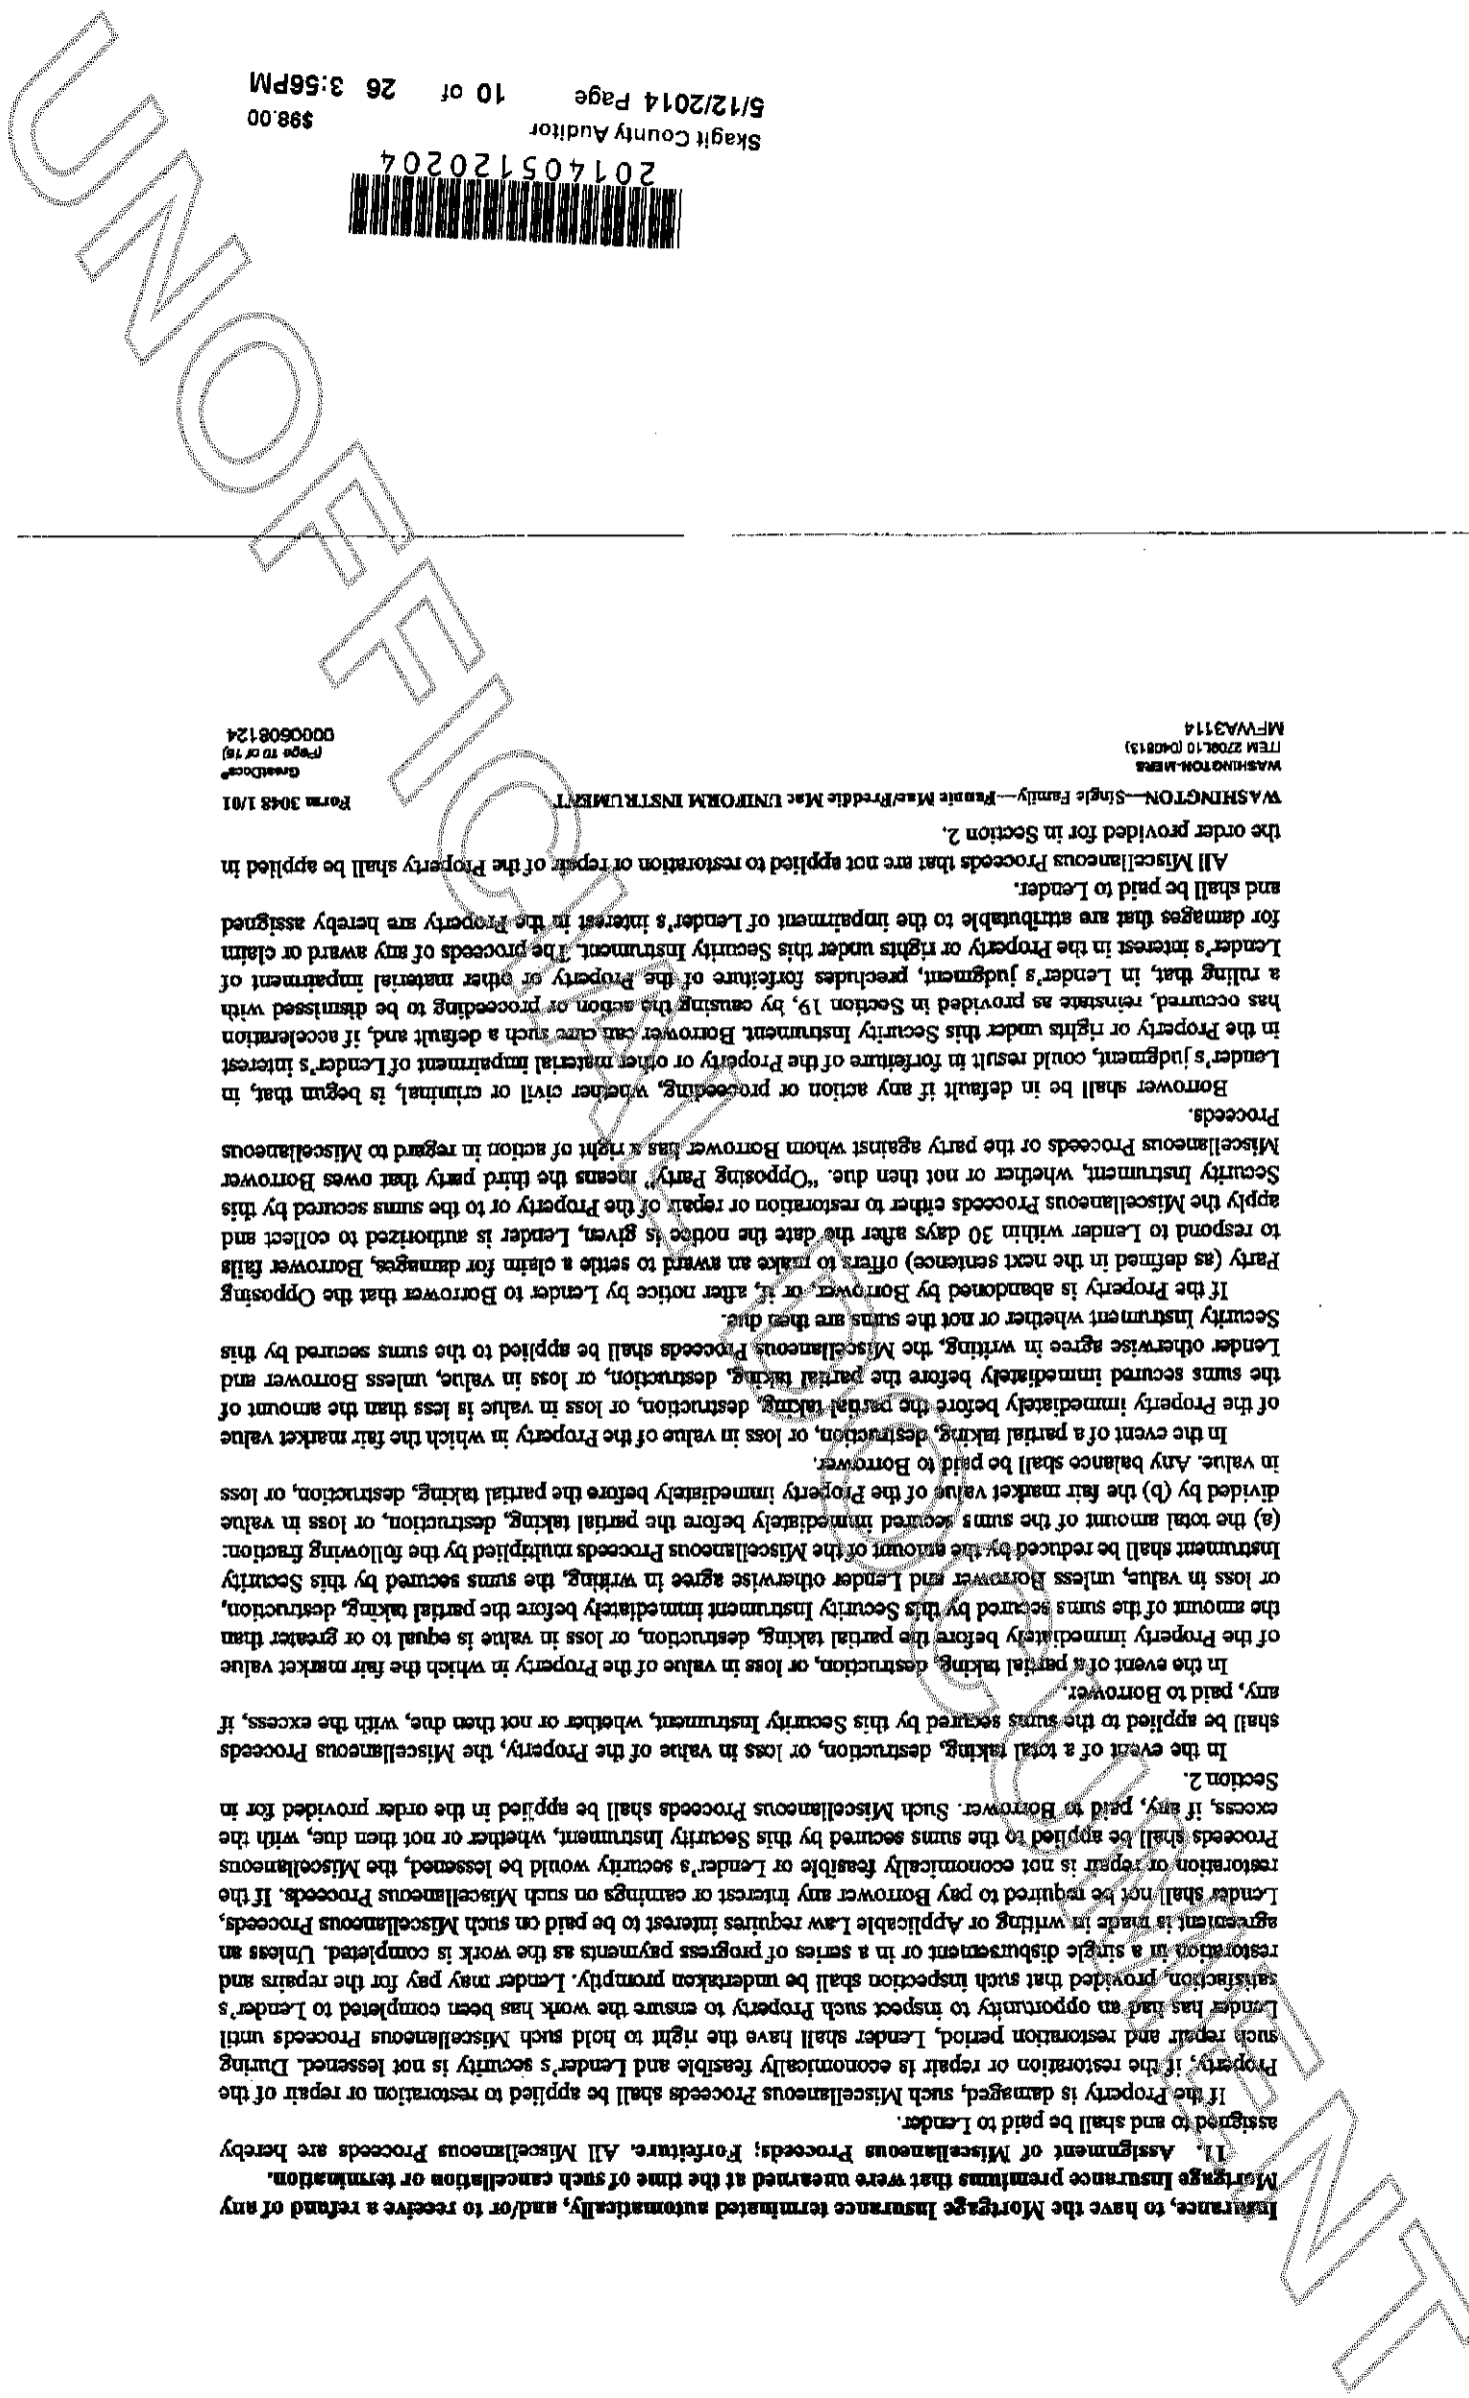 Insurance, to have the Mortgage Insurance terminated automatically, and/or to receive a refund of any
Mortgage Insurance premiums that were unearned at the time of such cancellation or termination.
11. Assignment of Miscellaneous Proceeds; Forfeiture. All Miscellaneous Proceeds are hereby
assigned to and shall be paid to Lender.
If the Property is damaged, such Miscellaneous Proceeds shall be applied to restoration or repair of the
Property, if the restoration or repair is economically feasible and Lender's security is not lessened. During
such repair and restoration period, Lender shall have the right to hold such Miscellaneous Proceeds until
Lender has had an opportunity to inspect such Property to ensure the work has been completed to Lender's
satisfaction, provided that such inspection shall be undertaken promptly. Lender may pay for the repairs and
restoration in a single disbursement or in a series of progress payments as the work is completed. Unless an
agreement is made in writing or Applicable Law requires interest to be paid on such Miscellaneous Proceeds,
Lender shall not be required to pay Borrower any interest or earnings on such Miscellaneous Proceeds. If the
restoration or repair is not economically feasible or Lender's security would be lessened, the Miscellaneous
Proceeds shall be applied to the sums secured by this Security Instrument, whether or not then due, with the
excess, if any, paid to Borrower. Such Miscellaneous Proceeds shall be applied in the order provided for in
Section 2.
In the event of a total taking, destruction, or loss in value of the Property, the Miscellaneous Proceeds
shall be applied to the sums secured by this Security Instrument, whether or not then due, with the excess, if
any, paid to Borrower.
In the event of a partial taking, destruction, or loss in value of the Property in which the fair market value
of the Property immediately before the partial taking, destruction, or loss in value is equal to or greater than
the amount of the sums secured by this Security Instrument immediately before the partial taking, destruction,
or loss in value, unless Borrower and Lender otherwise agree in writing, the sums secured by this Security
Instrument shall be reduced by the amount of the Miscellaneous Proceeds multiplied by the following fraction:
(a) the total amount of the sums secured immediately before the partial taking, destruction, or loss in value
divided by (b) the fair market value of the Property immediately before the partial taking, destruction, or loss
in value. Any balance shall be paid to Borrower.
In the event of a partial taking, destruction, or loss in value of the Property in which the fair market value
of the Property immediately before the partial taking, destruction, or loss in value is less than the amount of
the sums secured immediately before the partial taking, destruction, or loss in value, unless Borrower and
Lender otherwise agree in writing, the Miscellaneous Proceeds shall be applied to the sums secured by this
Security Instrument whether or not the sums are then due.
If the Property is abandoned by Borrower, or if, after notice by Lender to Borrower that the Opposing
Party (as defined in the next sentence) offers to make an award to settle a claim for damages, Borrower fails
to respond to Lender within 30 days after the date the notice is given, Lender is authorized to collect and
apply the Miscellaneous Proceeds either to restoration or repair of the Property or to the sums secured by this
Security Instrument, whether or not then due. "Opposing Party" means the third party that owes Borrower
Miscellaneous Proceeds or the party against whom Borrower has a right of action in regard to Miscellaneous
Proceeds.
Borrower shall be in default if any action or proceeding, whether civil or criminal, is begun that, in
Lender's judgment, could result in forfeiture of the Property or other material impairment of Lender's interest
in the Property or rights under this Security Instrument. Borrower can cure such a default and, if acceleration
has occurred, reinstate as provided in Section 19, by causing the action or proceeding to be dismissed with
a ruling that, in Lender's judgment, precludes forfeiture of the Property or other material impairment of
Lender's interest in the Property or rights under this Security Instrument. The proceeds of any award or claim
for damages that are attributable to the impairment of Lender's interest in the Property are hereby assigned
and shall be paid to Lender.
All Miscellaneous Proceeds that are not applied to restoration or repair of the Property shall be applied in
the order provided for in Section 2.
WASHINGTON—Single Family—Fannie Mae/Freddie Mac UNIFORM INSTRUMENT Form 3048 1/01
WASHINGTON-MERS GreatDocs®
ITEM 2708L10 (040813) (Page 10 of 16)
MFWA3114 0000608124
201405120204
Skagit County Auditor $98.00
5/12/2014 Page 10 of 26 3:56PM
UNOFFICIAL DOCUMENT